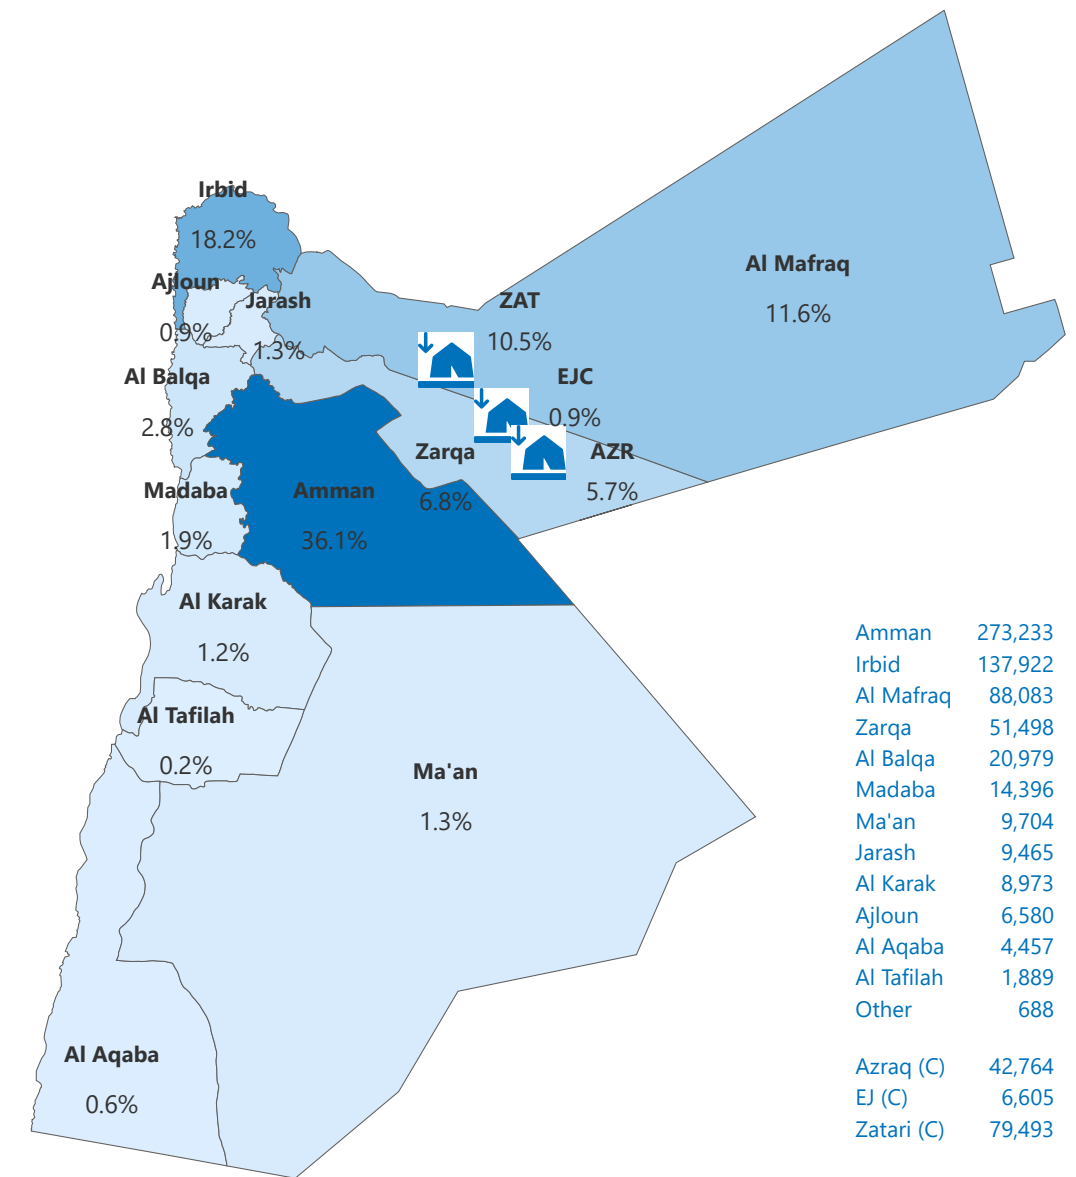 Irbid
18.2%
Al Mafraq
11.6%
Ajloun
0.9%
Jarash
1.3%
ZAT
10.5%
EJC
0.9%
Al Balqa
2.8%
Zarqa
6.8%
AZR
5.7%
Madaba
1.9%
Amman
36.1%
Al Karak
1.2%
Al Tafilah
0.2%
Ma'an
1.3%
Al Aqaba
0.6%
Amman 273,233
Irbid 137,922
Al Mafraq 88,083
Zarqa 51,498
Al Balqa 20,979
Madaba 14,396
Ma'an 9,704
Jarash 9,465
Al Karak 8,973
Ajloun 6,580
Al Aqaba 4,457
Al Tafilah 1,889
Other 688
Azraq (C) 42,764
EJ (C) 6,605
Zatari (C) 79,493